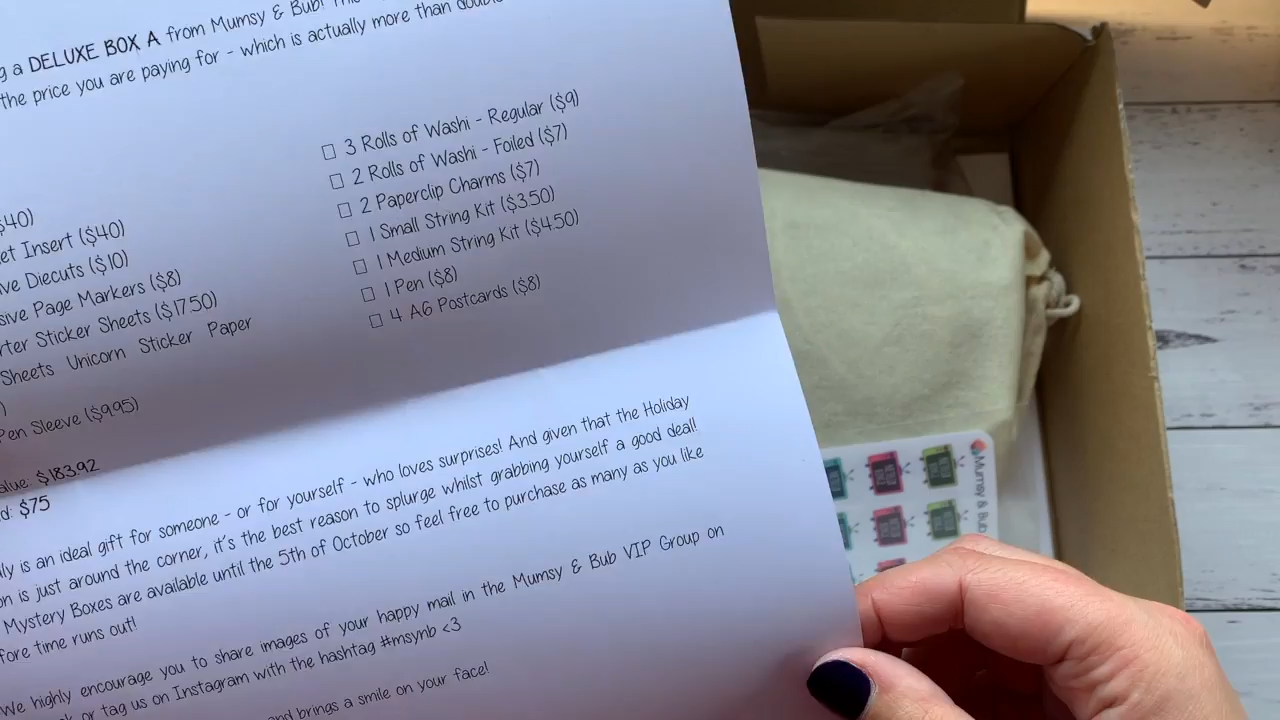 g a DELUXE BOX A from Mumsy & Bub! This
the price you are paying for - which is actually more than double
$40)
et Insert ($40)
ive Diecuts ($10)
sive Page Markers ($8)
rter Sticker Sheets ($17.50)
Sheets Unicorn Sticker Paper
)
Pen Sleeve ($9.95)
alue: $183.92
d: $75
☐ 3 Rolls of Washi - Regular ($9)
☐ 2 Rolls of Washi - Foiled ($7)
☐ 2 Paperclip Charms ($7)
☐ 1 Small String Kit ($3.50)
☐ 1 Medium String Kit ($4.50)
☐ 1 Pen ($8)
☐ 4 A6 Postcards ($8)
ly is an ideal gift for someone - or for yourself - who loves surprises! And given that the Holiday
on is just around the corner, it's the best reason to splurge whilst grabbing yourself a good deal!
Mystery Boxes are available until the 5th of October so feel free to purchase as many as you like
fore time runs out!
We highly encourage you to share images of your happy mail in the Mumsy & Bub VIP Group on
k or tag us on Instagram with the hashtag #msynb <3
and brings a smile on your face!
Mumsy & Bub